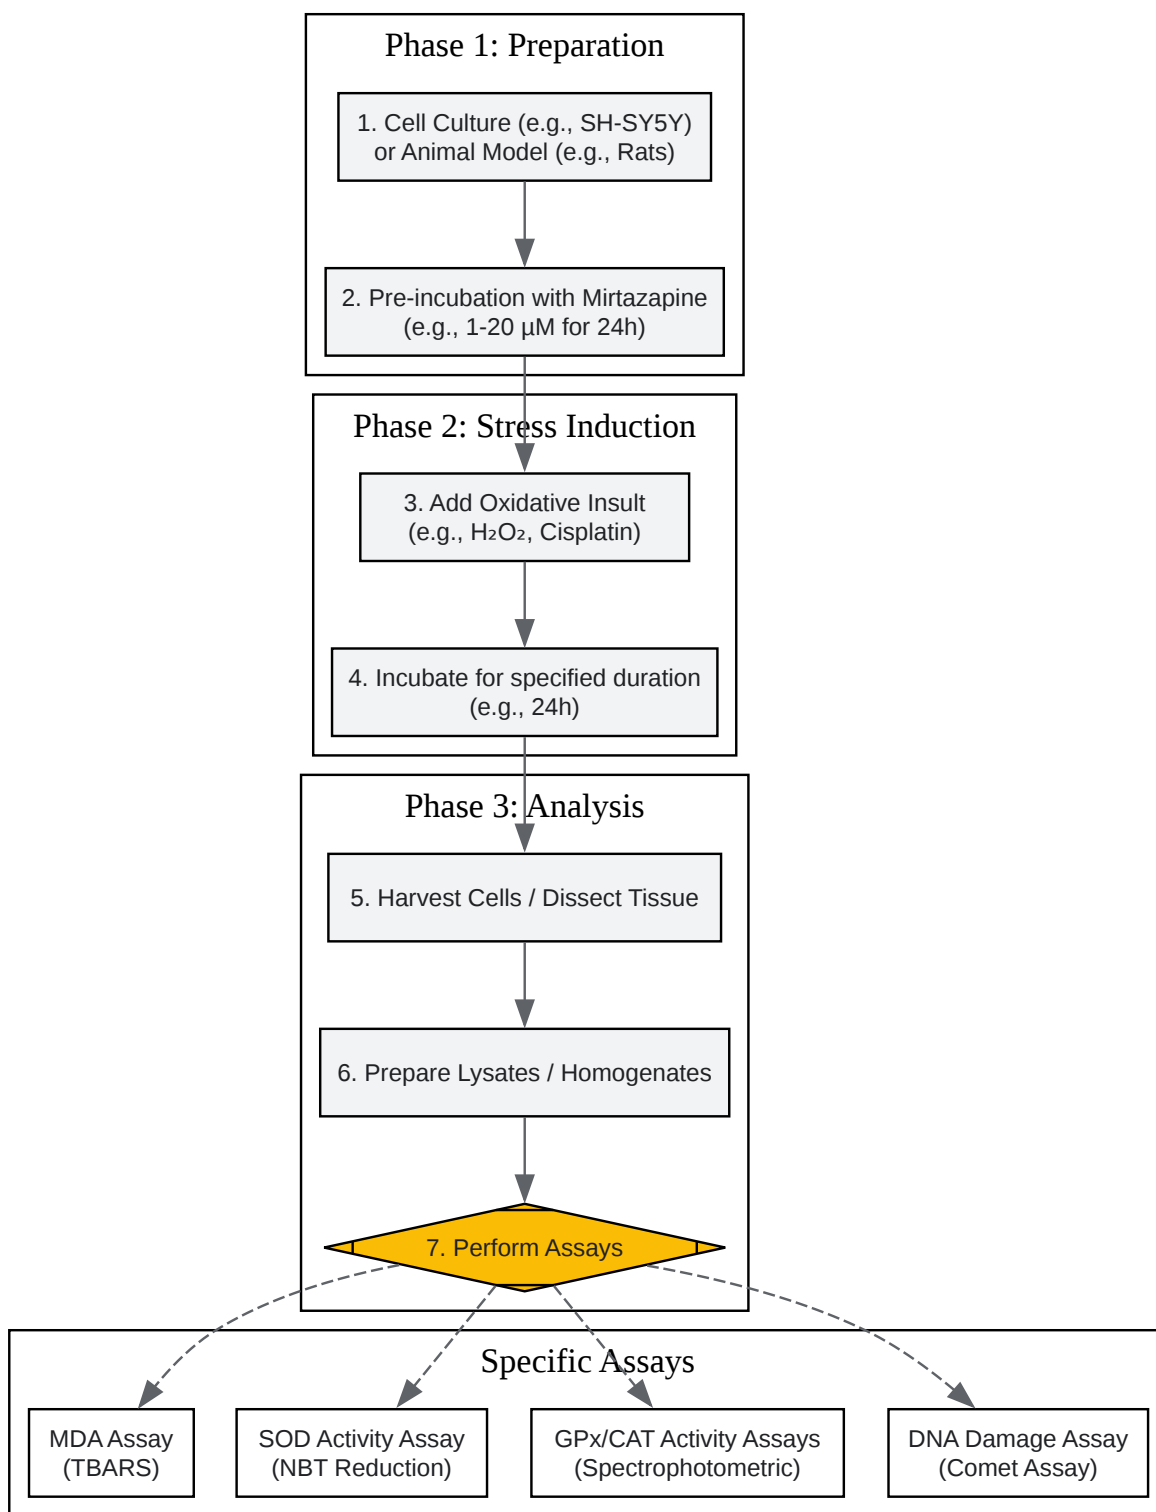 Phase 1: Preparation
1. Cell Culture (e.g., SH-SY5Y)
or Animal Model (e.g., Rats)
2. Pre-incubation with Mirtazapine
(e.g., 1-20 µM for 24h)
Phase 2: Stress Induction
3. Add Oxidative Insult
(e.g., H₂O₂, Cisplatin)
4. Incubate for specified duration
(e.g., 24h)
Phase 3: Analysis
5. Harvest Cells / Dissect Tissue
6. Prepare Lysates / Homogenates
7. Perform Assays
Specific Assays
MDA Assay
(TBARS)
SOD Activity Assay
(NBT Reduction)
GPx/CAT Activity Assays
(Spectrophotometric)
DNA Damage Assay
(Comet Assay)